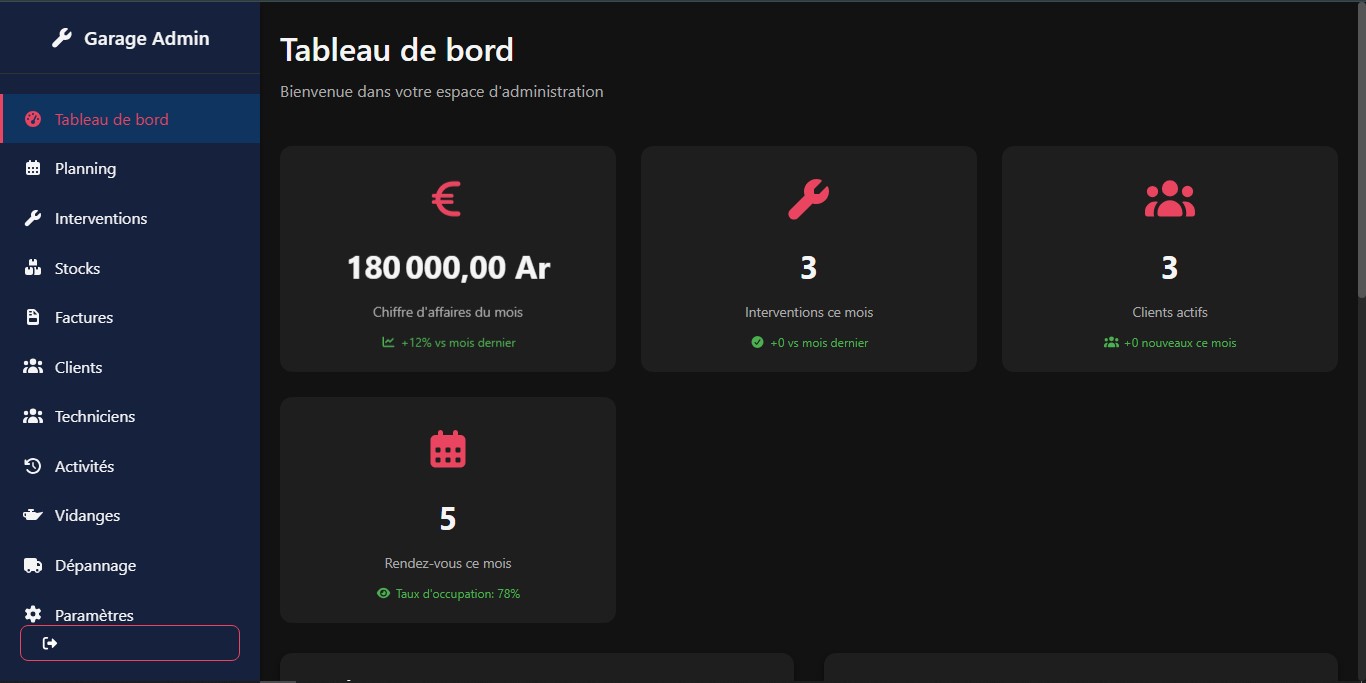 Garage Admin
Tableau de bord
Planning
Interventions
Stocks
Factures
Clients
Techniciens
Activités
Vidanges
Dépannage
Paramètres
Tableau de bord
Bienvenue dans votre espace d'administration
180 000,00 Ar
Chiffre d'affaires du mois
+12% vs mois dernier
3
Interventions ce mois
+0 vs mois dernier
3
Clients actifs
+0 nouveaux ce mois
5
Rendez-vous ce mois
Taux d'occupation: 78%